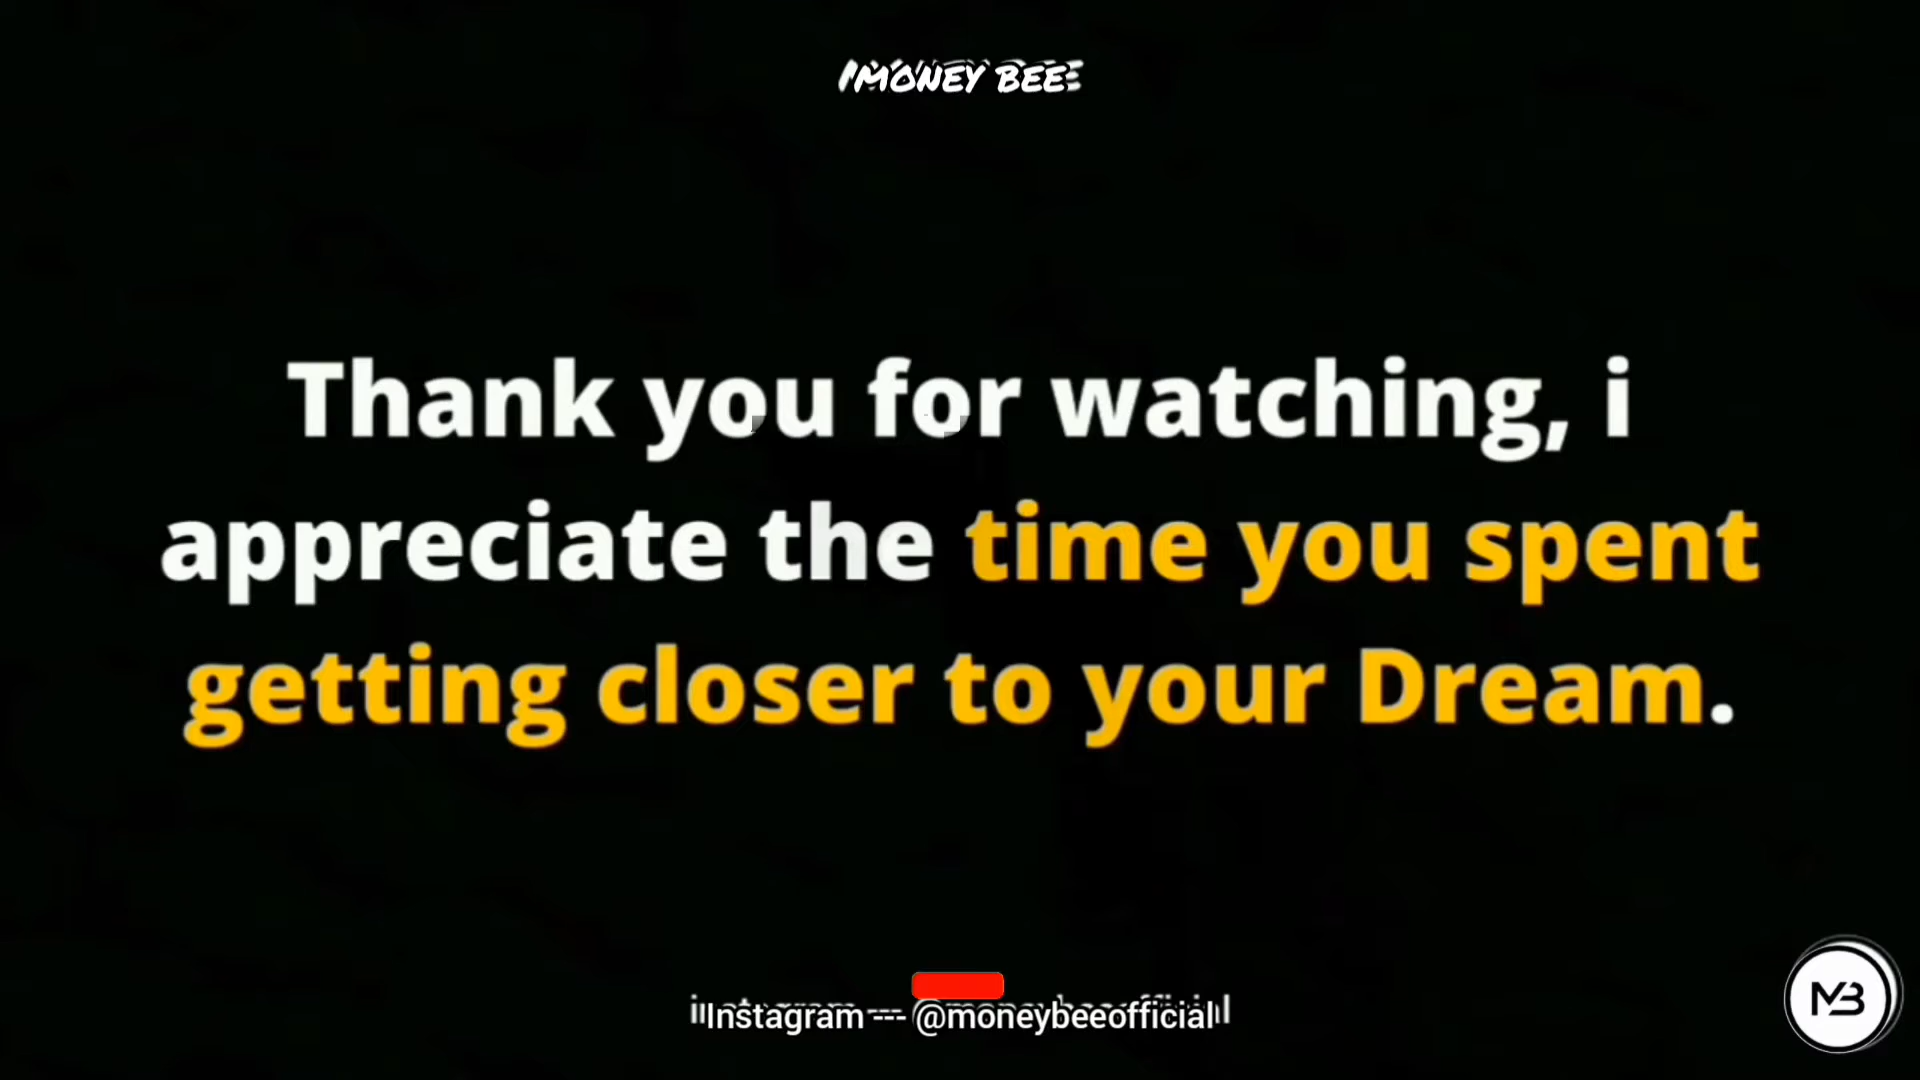 MONEY BEE
Thank you for watching, i
appreciate the time you spent
getting closer to your Dream.
Instagram --- @moneybeeofficial
MB